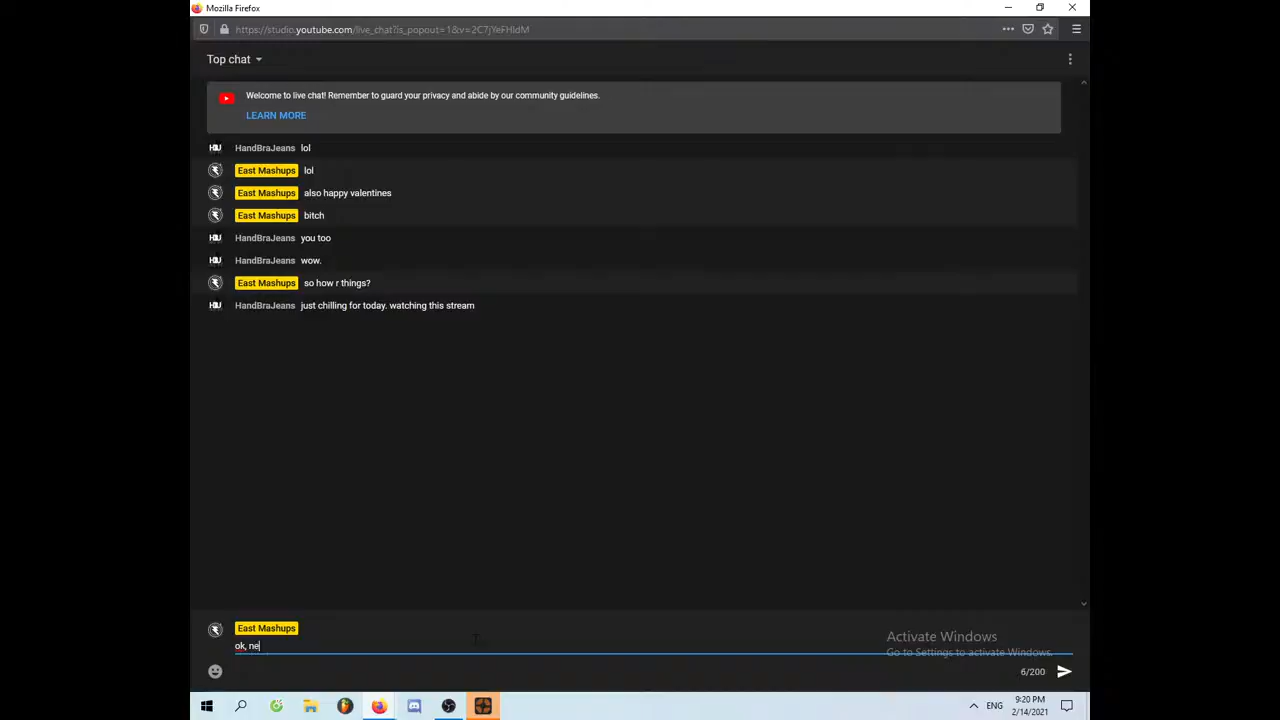 Mozilla Firefox
https://studio.youtube.com/live_chat?is_popout=1&v=2C7jYeFHldM
Top chat
Welcome to live chat! Remember to guard your privacy and abide by our community guidelines.
LEARN MORE
HandBraJeans lol
East Mashups lol
East Mashups also happy valentines
East Mashups bitch
HandBraJeans you too
HandBraJeans wow.
East Mashups so how r things?
HandBraJeans just chilling for today. watching this stream
East Mashups
ok, ne
Activate Windows
Go to Settings to activate Windows.
6/200
ENG
9:20 PM
2/14/2021